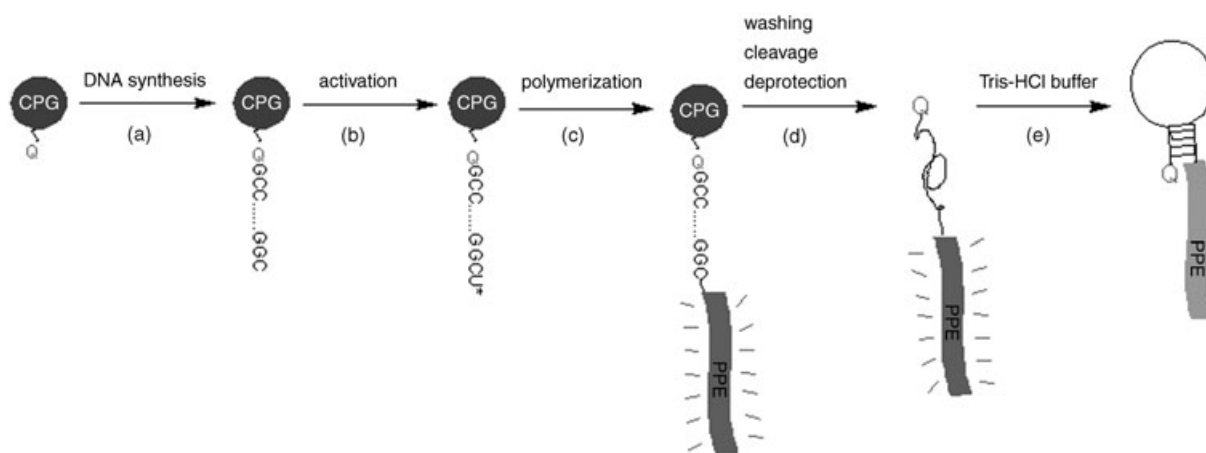 CPG
Q
DNA synthesis
(a)
CPG
QGCC
GGC
activation
(b)
CPG
QGCC
GGCU*
polymerization
(c)
CPG
QGCC
GGC
PPE
washing
cleavage
deprotection
(d)
Q
PPE
Tris-HCl buffer
(e)
Q
PPE